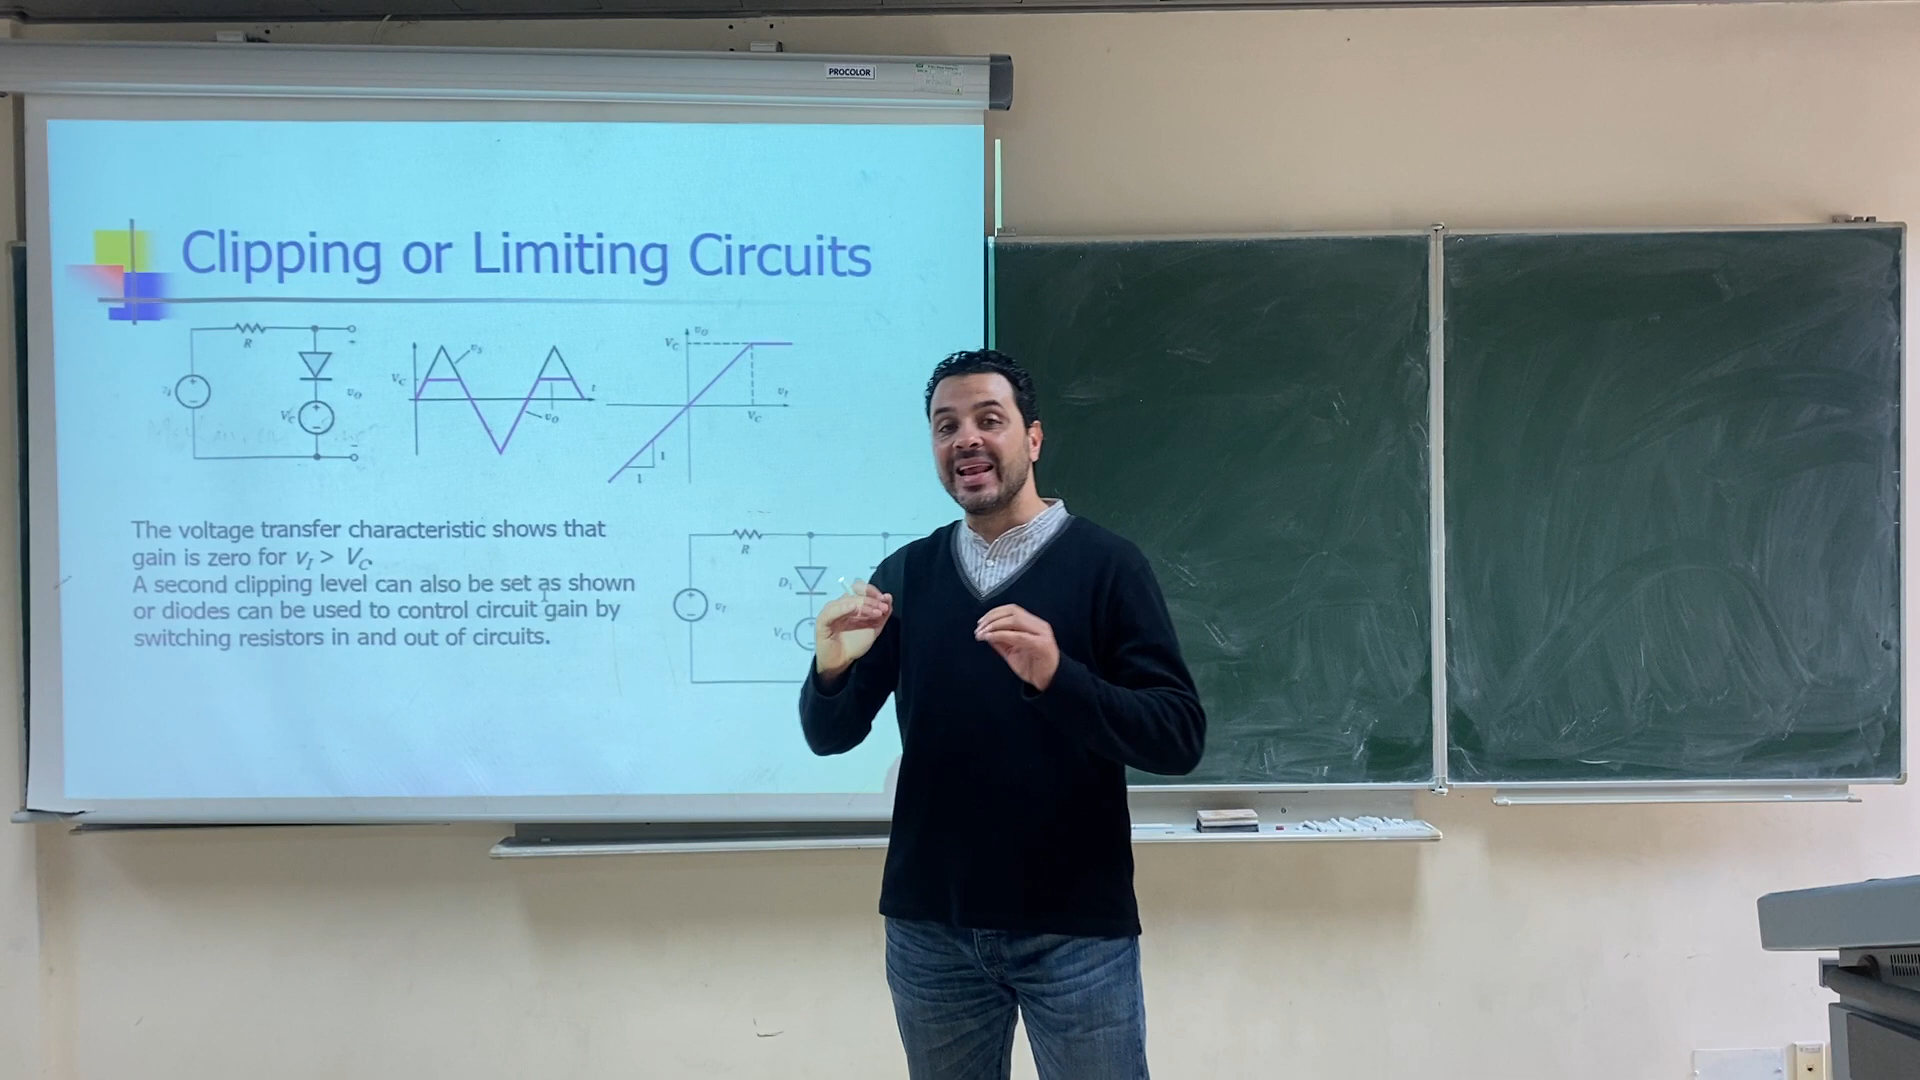 PROCOLOR
Clipping or Limiting Circuits
R
V_C
v_O
V_C
v_S
t
v_O
v_O
V_C
v_I
V_C
1
1
The voltage transfer characteristic shows that
gain is zero for v_I > V_C.
A second clipping level can also be set as shown
or diodes can be used to control circuit gain by
switching resistors in and out of circuits.
R
D_1
v_I
V_C1